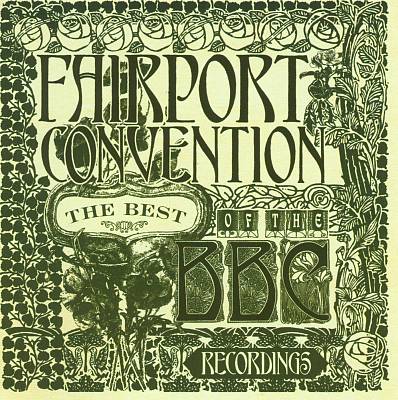 FAIRPORT
CONVENTION
THE BEST
OF THE
BBC
RECORDINGS